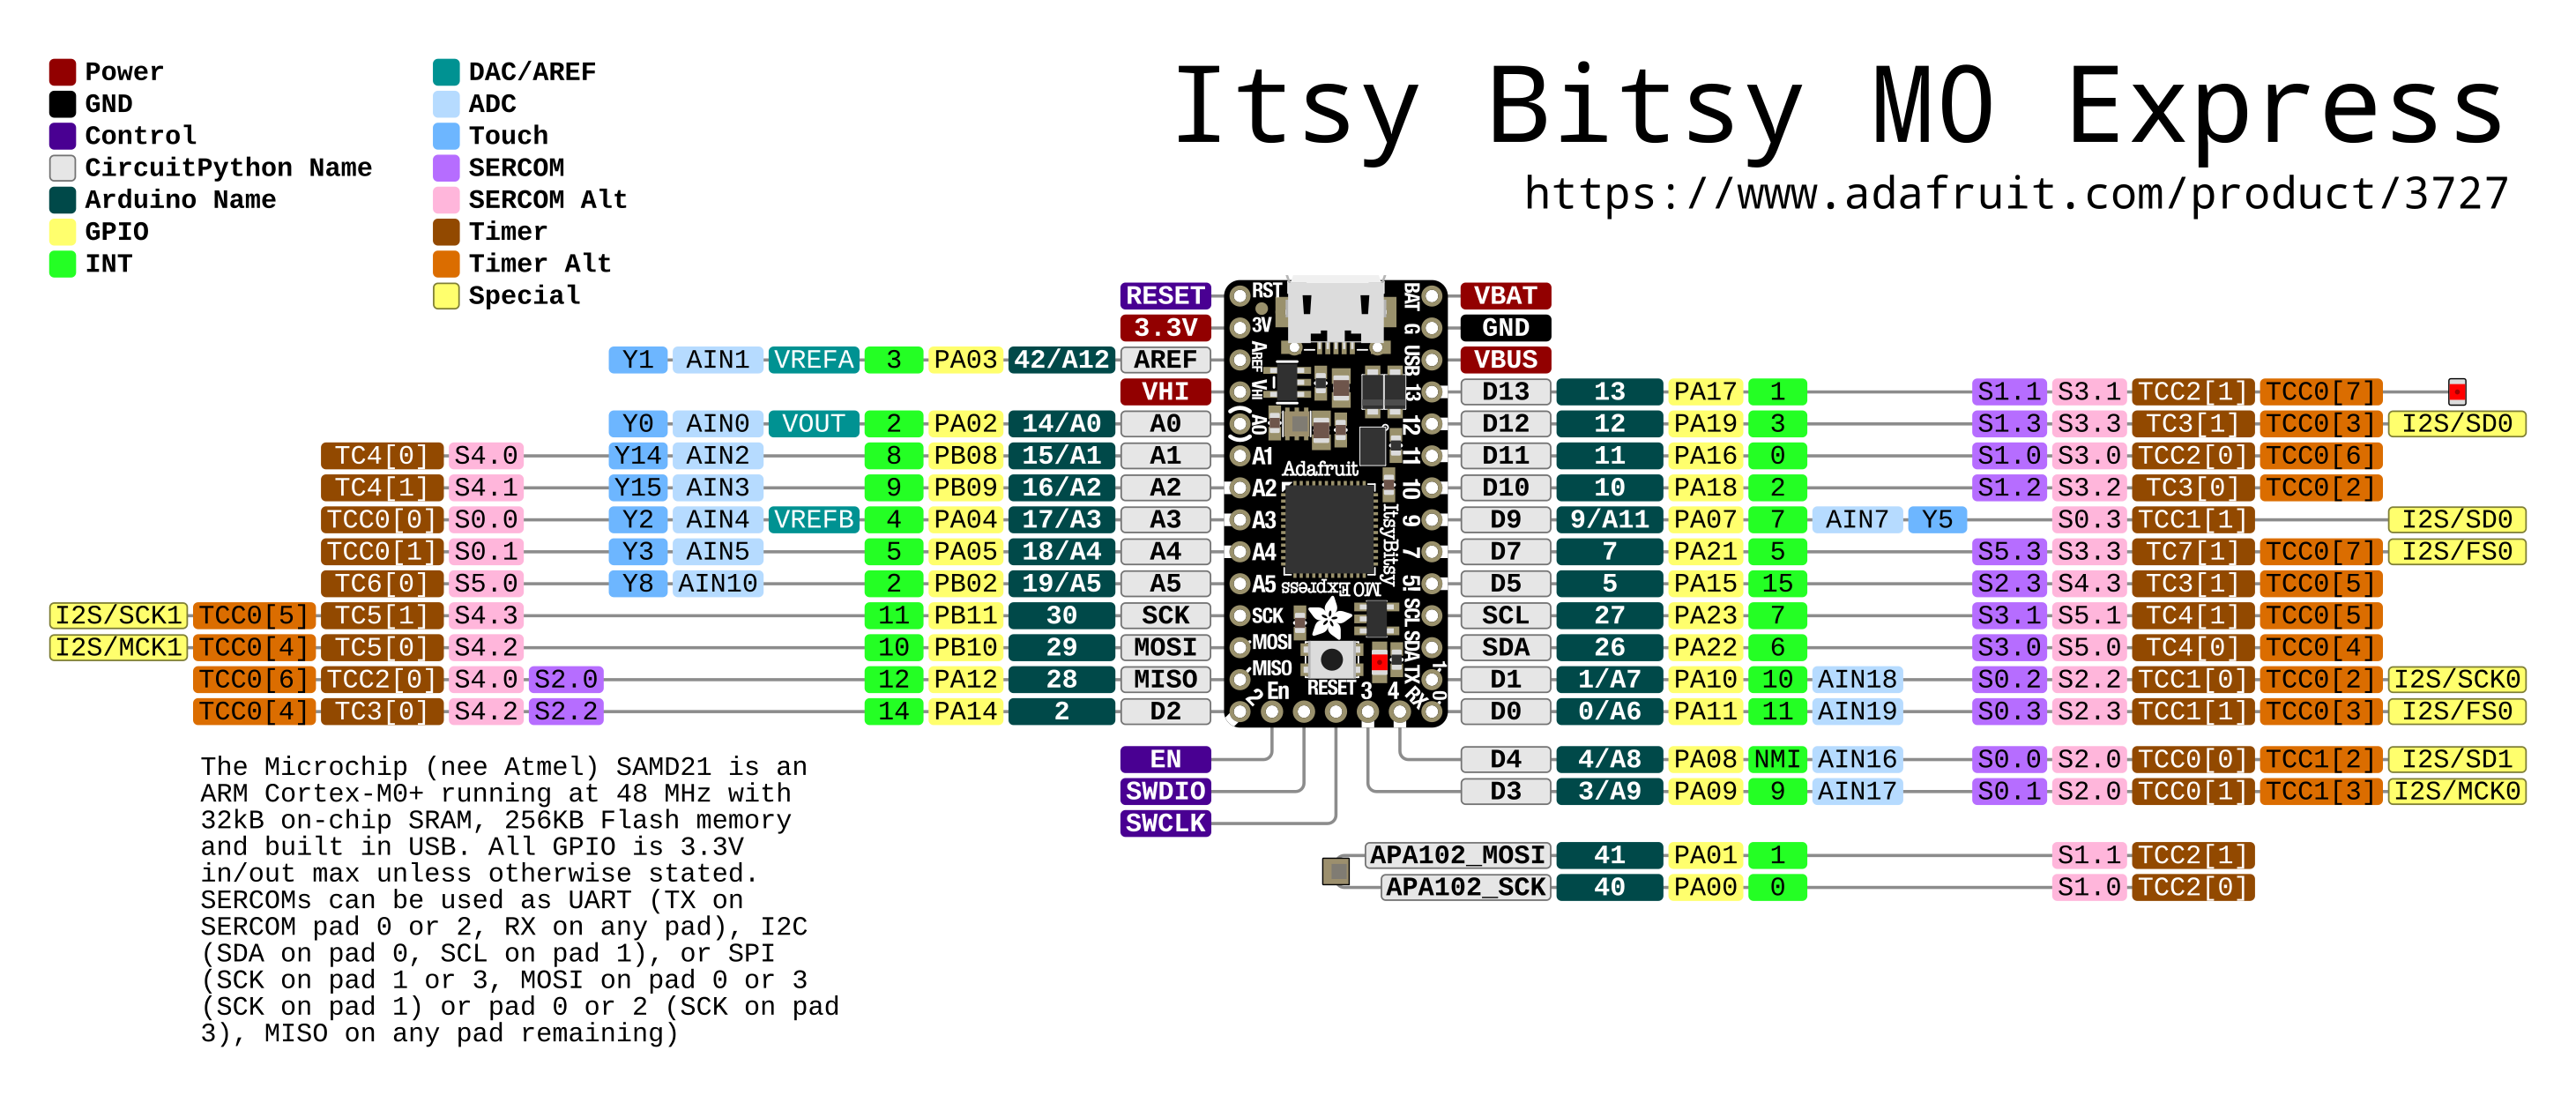 Itsy Bitsy M0 Express
https://www.adafruit.com/product/3727
Power
GND
Control
CircuitPython Name
Arduino Name
GPIO
INT
DAC/AREF
ADC
Touch
SERCOM
SERCOM Alt
Timer
Timer Alt
Special
RESET
3.3V
Y1 AIN1 VREFA 3 PA03 42/A12 AREF
VHI
Y0 AIN0 VOUT 2 PA02 14/A0 A0
TC4[0] S4.0 Y14 AIN2 8 PB08 15/A1 A1
TC4[1] S4.1 Y15 AIN3 9 PB09 16/A2 A2
TCC0[0] S0.0 Y2 AIN4 VREFB 4 PA04 17/A3 A3
TCC0[1] S0.1 Y3 AIN5 5 PA05 18/A4 A4
TC6[0] S5.0 Y8 AIN10 2 PB02 19/A5 A5
I2S/SCK1 TCC0[5] TC5[1] S4.3 11 PB11 30 SCK
I2S/MCK1 TCC0[4] TC5[0] S4.2 10 PB10 29 MOSI
TCC0[6] TCC2[0] S4.0 S2.0 12 PA12 28 MISO
TCC0[4] TC3[0] S4.2 S2.2 14 PA14 2 D2
EN
SWDIO
SWCLK
RST
3V
AREF
VHI
A0
A1
A2
A3
A4
A5
SCK
MOSI
MISO
2
En
Adafruit
ItsyBitsy
M0 Express
RESET
3
4
BAT
G
USB
13
12
11
10
9
7
5!
SCL
SDA
TX
1
RX
0
VBAT
GND
VBUS
D13 13 PA17 1 S1.1 S3.1 TCC2[1] TCC0[7]
D12 12 PA19 3 S1.3 S3.3 TC3[1] TCC0[3] I2S/SD0
D11 11 PA16 0 S1.0 S3.0 TCC2[0] TCC0[6]
D10 10 PA18 2 S1.2 S3.2 TC3[0] TCC0[2]
D9 9/A11 PA07 7 AIN7 Y5 S0.3 TCC1[1] I2S/SD0
D7 7 PA21 5 S5.3 S3.3 TC7[1] TCC0[7] I2S/FS0
D5 5 PA15 15 S2.3 S4.3 TC3[1] TCC0[5]
SCL 27 PA23 7 S3.1 S5.1 TC4[1] TCC0[5]
SDA 26 PA22 6 S3.0 S5.0 TC4[0] TCC0[4]
D1 1/A7 PA10 10 AIN18 S0.2 S2.2 TCC1[0] TCC0[2] I2S/SCK0
D0 0/A6 PA11 11 AIN19 S0.3 S2.3 TCC1[1] TCC0[3] I2S/FS0
D4 4/A8 PA08 NMI AIN16 S0.0 S2.0 TCC0[0] TCC1[2] I2S/SD1
D3 3/A9 PA09 9 AIN17 S0.1 S2.0 TCC0[1] TCC1[3] I2S/MCK0
APA102_MOSI 41 PA01 1 S1.1 TCC2[1]
APA102_SCK 40 PA00 0 S1.0 TCC2[0]
The Microchip (nee Atmel) SAMD21 is an
ARM Cortex-M0+ running at 48 MHz with
32kB on-chip SRAM, 256KB Flash memory
and built in USB. All GPIO is 3.3V
in/out max unless otherwise stated.
SERCOMs can be used as UART (TX on
SERCOM pad 0 or 2, RX on any pad), I2C
(SDA on pad 0, SCL on pad 1), or SPI
(SCK on pad 1 or 3, MOSI on pad 0 or 3
(SCK on pad 1) or pad 0 or 2 (SCK on pad
3), MISO on any pad remaining)